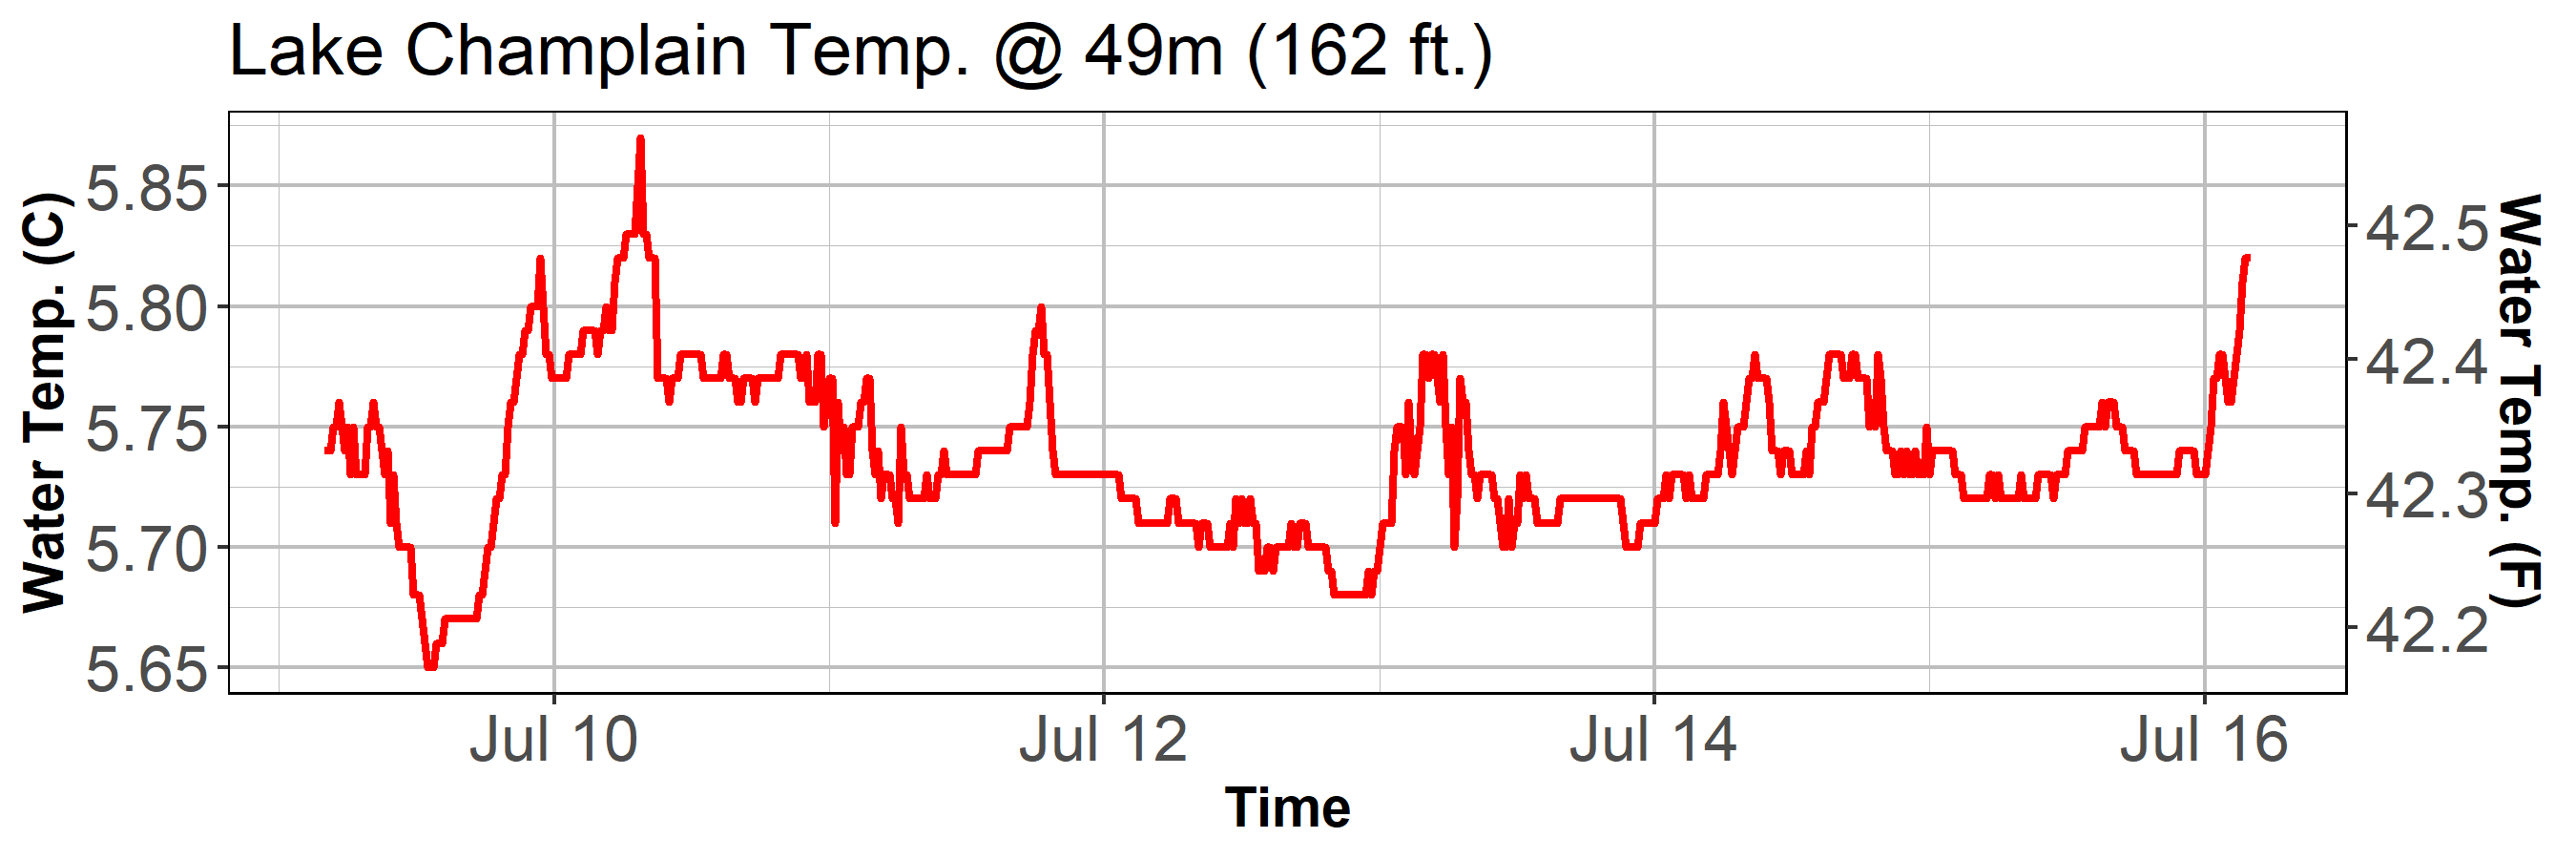 Lake Champlain Temp. @ 49m (162 ft.)
Water Temp. (C)
5.85
5.80
5.75
5.70
5.65
42.5
42.4
42.3
42.2
Water Temp. (F)
Jul 10
Jul 12
Jul 14
Jul 16
Time